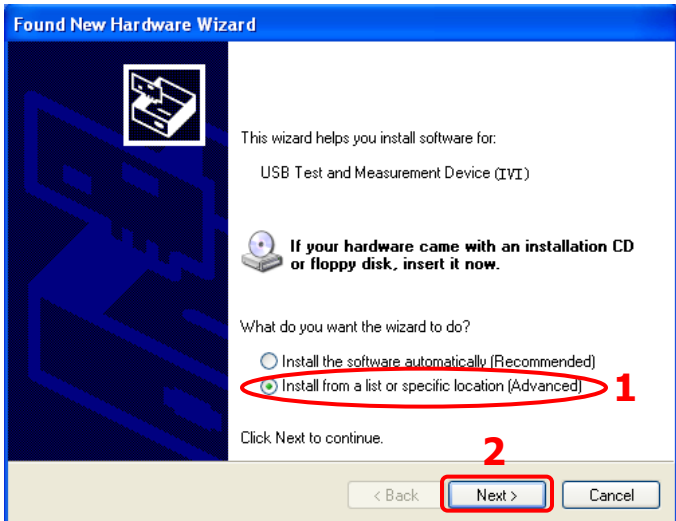 Found New Hardware Wizard
This wizard helps you install software for:
USB Test and Measurement Device (IVI)
If your hardware came with an installation CD
or floppy disk, insert it now.
What do you want the wizard to do?
Install the software automatically (Recommended)
Install from a list or specific location (Advanced) 1
Click Next to continue.
2
< Back Next > Cancel